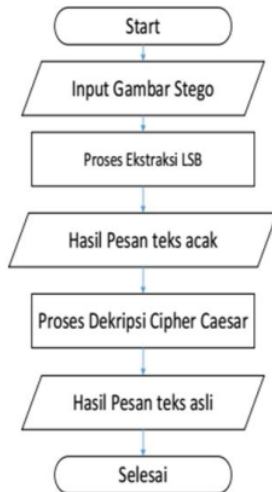 Start
Input Gambar Stego
Proses Ekstraksi LSB
Hasil Pesan teks acak
Proses Dekripsi Cipher Caesar
Hasil Pesan teks asli
Selesai